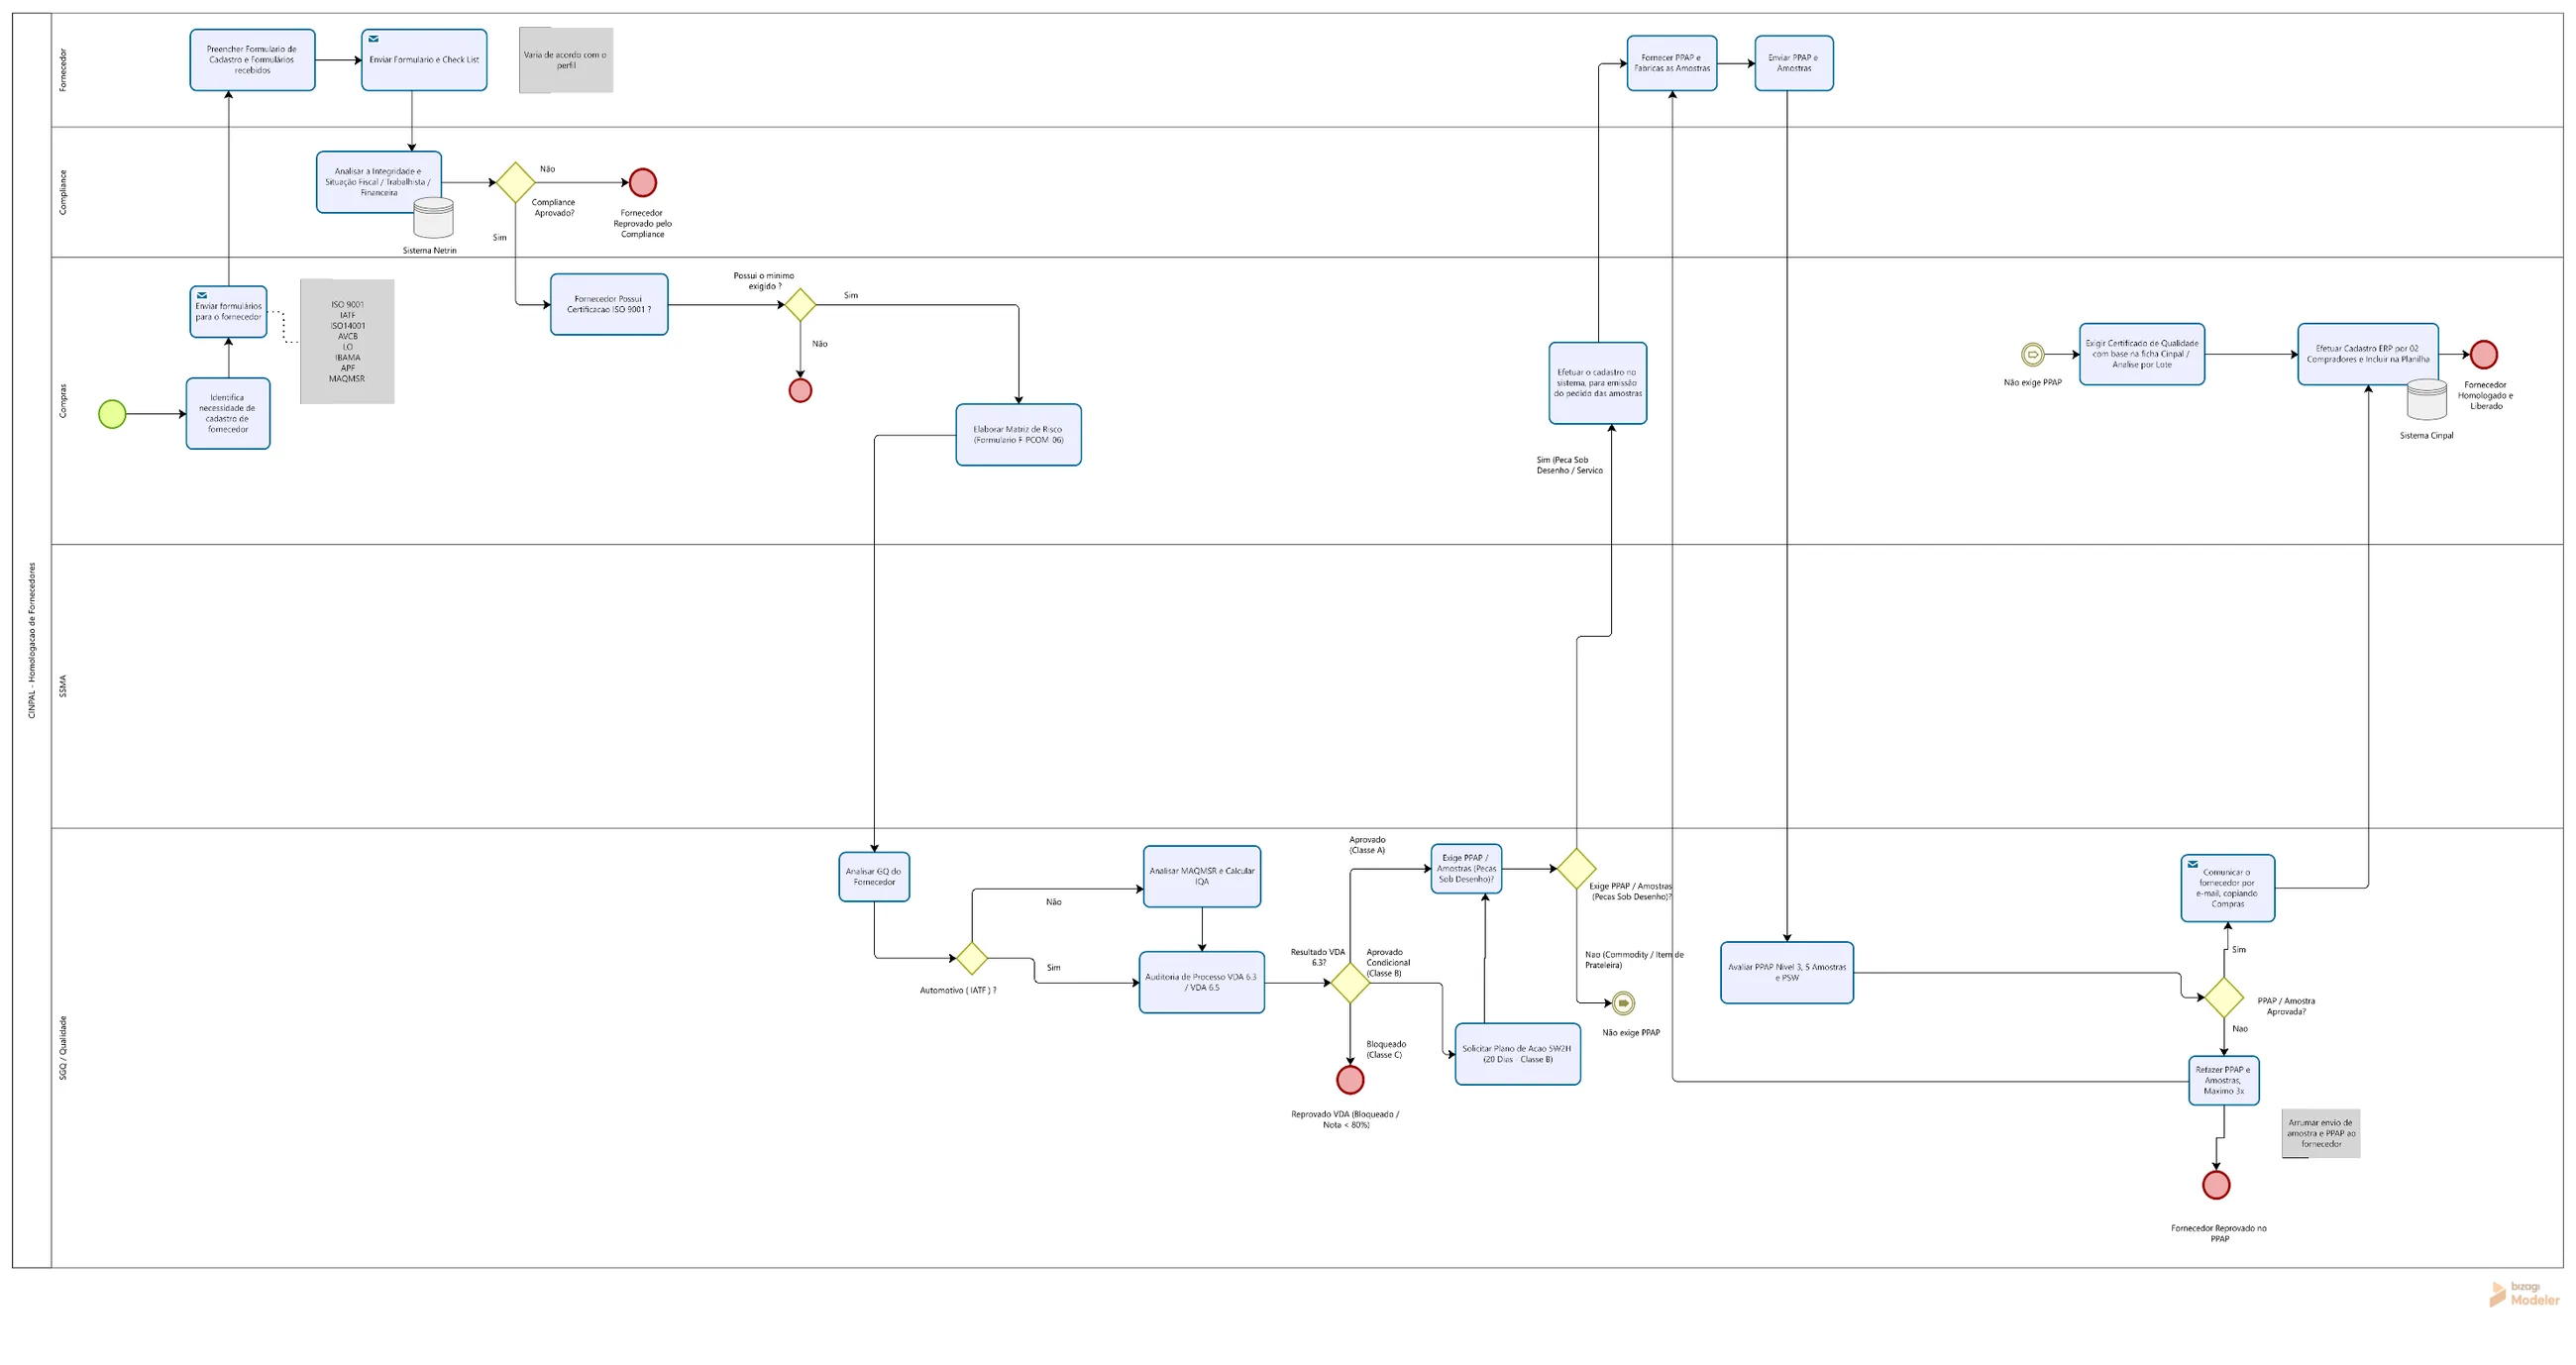 CINPAL - Homologacao de Fornecedores
Fornecedor
Preencher Formulario de
Cadastro e Formulários
recebidos
Enviar Formulario e Check List
Varia de acordo com o
perfil
Fornecer PPAP e
Fabricas as Amostras
Enviar PPAP e
Amostras
Compliance
Analisar a Integridade e
Situação Fiscal / Trabalhista /
Financeira
Sistema Netrin
Não
Compliance
Aprovado?
Sim
Fornecedor
Reprovado pelo
Compliance
Compras
Enviar formulários
para o fornecedor
ISO 9001
IATF
ISO14001
AVCB
LO
IBAMA
APF
MAQMSR
Identifica
necessidade de
cadastro de
fornecedor
Fornecedor Possui
Certificacao ISO 9001 ?
Possui o minimo
exigido ?
Sim
Não
Elaborar Matriz de Risco
(Formulario F-PCOM-06)
Efetuar o cadastro no
sistema, para emissão
do pedido das amostras
Sim (Peca Sob
Desenho / Servico
Não exige PPAP
Exigir Certificado de Qualidade
com base na ficha Cinpal /
Analise por Lote
Efetuar Cadastro ERP por 02
Compradores e Incluir na Planilha
Sistema Cinpal
Fornecedor
Homologado e
Liberado
SSMA
SGQ / Qualidade
Analisar GQ do
Fornecedor
Automotivo ( IATF ) ?
Não
Sim
Analisar MAQMSR e Calcular
IQA
Auditoria de Processo VDA 6.3
/ VDA 6.5
Resultado VDA
6.3?
Aprovado
(Classe A)
Aprovado
Condicional
(Classe B)
Bloqueado
(Classe C)
Reprovado VDA (Bloqueado /
Nota < 80%)
Exige PPAP /
Amostras (Pecas
Sob Desenho)?
Solicitar Plano de Acao 5W2H
(20 Dias - Classe B)
Exige PPAP / Amostras
(Pecas Sob Desenho)?
Nao (Commodity / Item de
Prateleira)
Não exige PPAP
Avaliar PPAP Nivel 3, 5 Amostras
e PSW
Comunicar o
fornecedor por
e-mail, copiando
Compras
Sim
PPAP / Amostra
Aprovada?
Nao
Refazer PPAP e
Amostras,
Maximo 3x
Arrumar envio de
amostra e PPAP ao
fornecedor
Fornecedor Reprovado no
PPAP
bizagi
Modeler